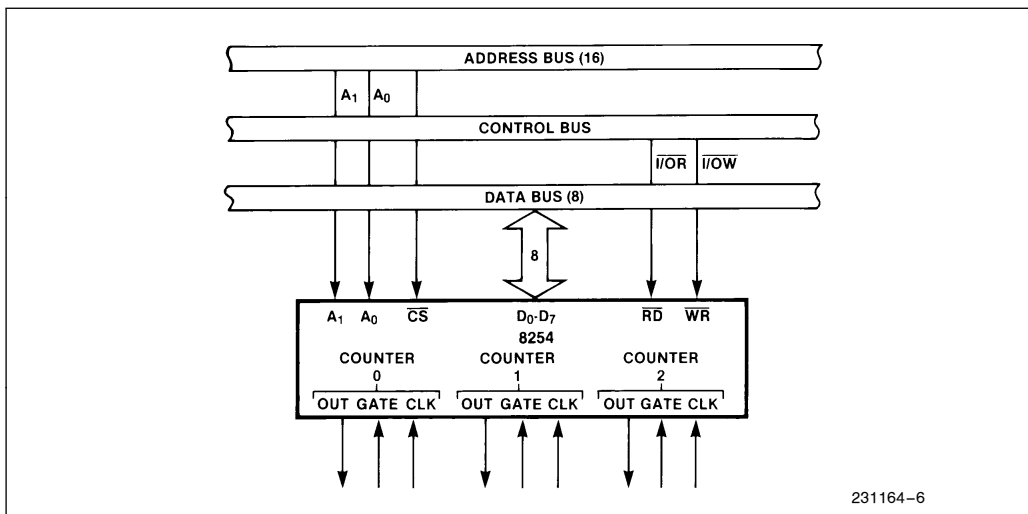 ADDRESS BUS (16)
A1 A0
CONTROL BUS
I/OR I/OW
DATA BUS (8)
8
A1 A0 CS D0-D7 RD WR
8254
COUNTER COUNTER COUNTER
0 1 2
OUT GATE CLK OUT GATE CLK OUT GATE CLK
231164–6